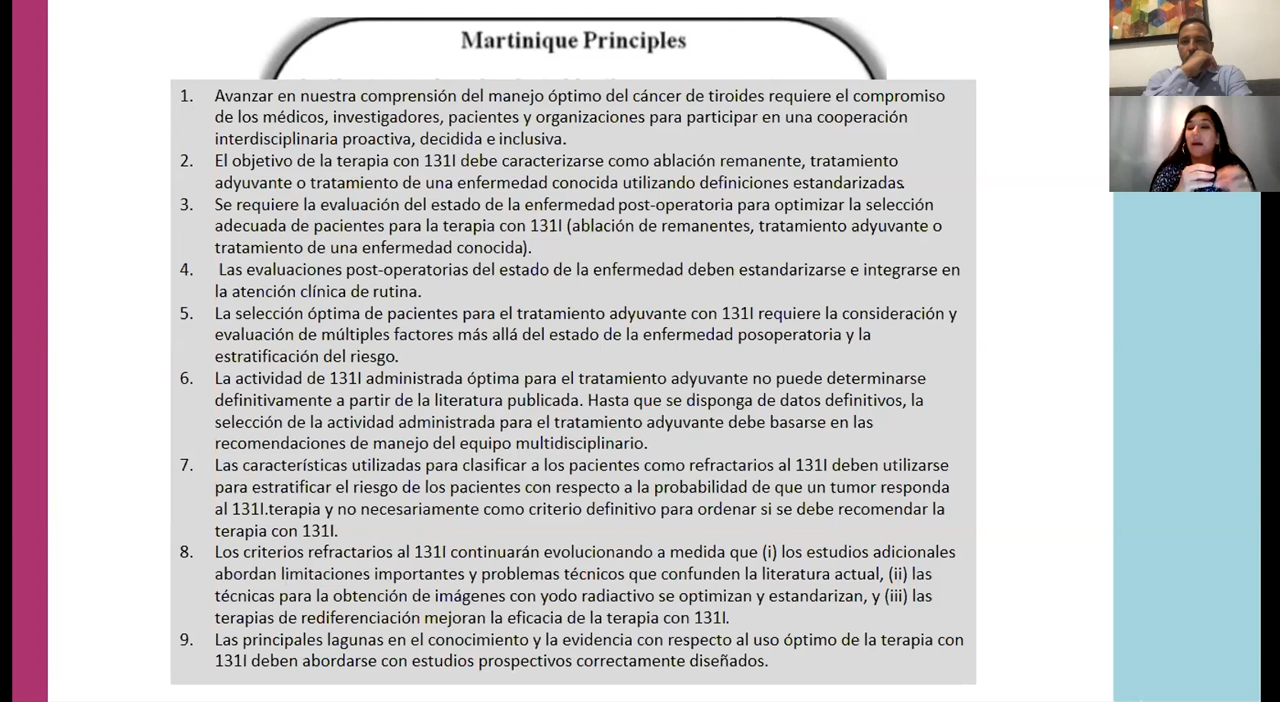 Martinique Principles
1. Avanzar en nuestra comprensión del manejo óptimo del cáncer de tiroides requiere el compromiso
de los médicos, investigadores, pacientes y organizaciones para participar en una cooperación
interdisciplinaria proactiva, decidida e inclusiva.
2. El objetivo de la terapia con 131I debe caracterizarse como ablación remanente, tratamiento
adyuvante o tratamiento de una enfermedad conocida utilizando definiciones estandarizadas.
3. Se requiere la evaluación del estado de la enfermedad post-operatoria para optimizar la selección
adecuada de pacientes para la terapia con 131I (ablación de remanentes, tratamiento adyuvante o
tratamiento de una enfermedad conocida).
4. Las evaluaciones post-operatorias del estado de la enfermedad deben estandarizarse e integrarse en
la atención clínica de rutina.
5. La selección óptima de pacientes para el tratamiento adyuvante con 131I requiere la consideración y
evaluación de múltiples factores más allá del estado de la enfermedad posoperatoria y la
estratificación del riesgo.
6. La actividad de 131I administrada óptima para el tratamiento adyuvante no puede determinarse
definitivamente a partir de la literatura publicada. Hasta que se disponga de datos definitivos, la
selección de la actividad administrada para el tratamiento adyuvante debe basarse en las
recomendaciones de manejo del equipo multidisciplinario.
7. Las características utilizadas para clasificar a los pacientes como refractarios al 131I deben utilizarse
para estratificar el riesgo de los pacientes con respecto a la probabilidad de que un tumor responda
al 131I.terapia y no necesariamente como criterio definitivo para ordenar si se debe recomendar la
terapia con 131I.
8. Los criterios refractarios al 131I continuarán evolucionando a medida que (i) los estudios adicionales
abordan limitaciones importantes y problemas técnicos que confunden la literatura actual, (ii) las
técnicas para la obtención de imágenes con yodo radiactivo se optimizan y estandarizan, y (iii) las
terapias de rediferenciación mejoran la eficacia de la terapia con 131I.
9. Las principales lagunas en el conocimiento y la evidencia con respecto al uso óptimo de la terapia con
131I deben abordarse con estudios prospectivos correctamente diseñados.